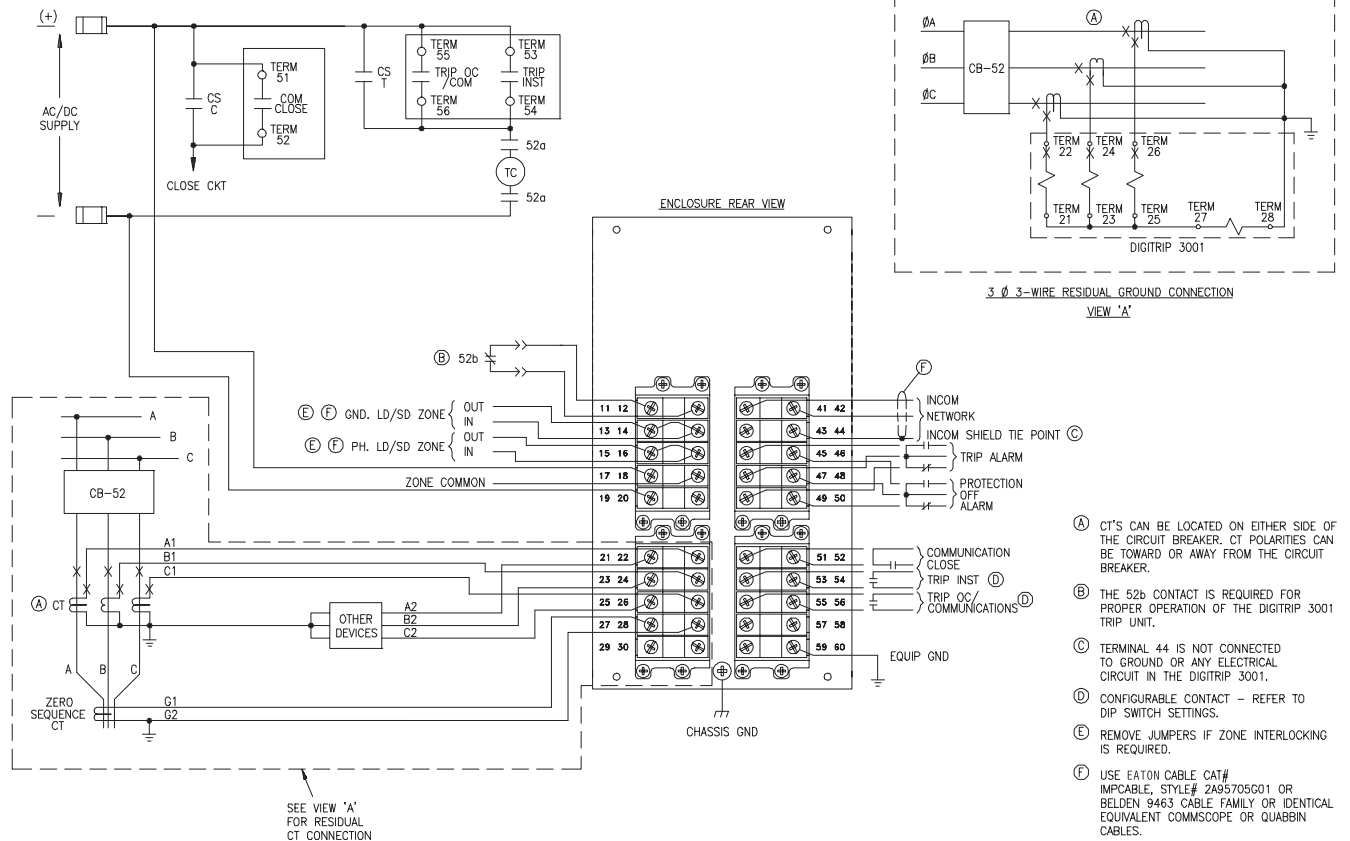 (+)
AC/DC
SUPPLY
CS
C
TERM
51
COM
CLOSE
TERM
52
CLOSE CKT
CS
T
TERM
55
TRIP OC
/COM
TERM
56
TERM
53
TRIP
INST
TERM
54
52a
TC
52a
ØA
ØB
ØC
CB-52
A
TERM
22
TERM
24
TERM
26
TERM
21
TERM
23
TERM
25
TERM
27
TERM
28
DIGITRIP 3001
3 Ø 3-WIRE RESIDUAL GROUND CONNECTION
VIEW 'A'
ENCLOSURE REAR VIEW
B 52b
E F GND. LD/SD ZONE
OUT
IN
E F PH. LD/SD ZONE
OUT
IN
ZONE COMMON
11 12
13 14
15 16
17 18
19 20
21 22
23 24
25 26
27 28
29 30
41 42
43 44
45 46
47 48
49 50
51 52
53 54
55 56
57 58
59 60
F
INCOM
NETWORK
INCOM SHIELD TIE POINT C
TRIP ALARM
PROTECTION
OFF
ALARM
COMMUNICATION
CLOSE
TRIP INST D
TRIP OC/
COMMUNICATIONS D
EQUIP GND
CHASSIS GND
A
B
C
CB-52
A1
B1
C1
A CT
OTHER
DEVICES
A2
B2
C2
A B C
ZERO
SEQUENCE
CT
G1
G2
SEE VIEW 'A'
FOR RESIDUAL
CT CONNECTION
A CT'S CAN BE LOCATED ON EITHER SIDE OF
THE CIRCUIT BREAKER. CT POLARITIES CAN
BE TOWARD OR AWAY FROM THE CIRCUIT
BREAKER.
B THE 52b CONTACT IS REQUIRED FOR
PROPER OPERATION OF THE DIGITRIP 3001
TRIP UNIT.
C TERMINAL 44 IS NOT CONNECTED
TO GROUND OR ANY ELECTRICAL
CIRCUIT IN THE DIGITRIP 3001.
D CONFIGURABLE CONTACT – REFER TO
DIP SWITCH SETTINGS.
E REMOVE JUMPERS IF ZONE INTERLOCKING
IS REQUIRED.
F USE EATON CABLE CAT#
IMPCABLE, STYLE# 2A95705G01 OR
BELDEN 9463 CABLE FAMILY OR IDENTICAL
EQUIVALENT COMMSCOPE OR QUABBIN
CABLES.